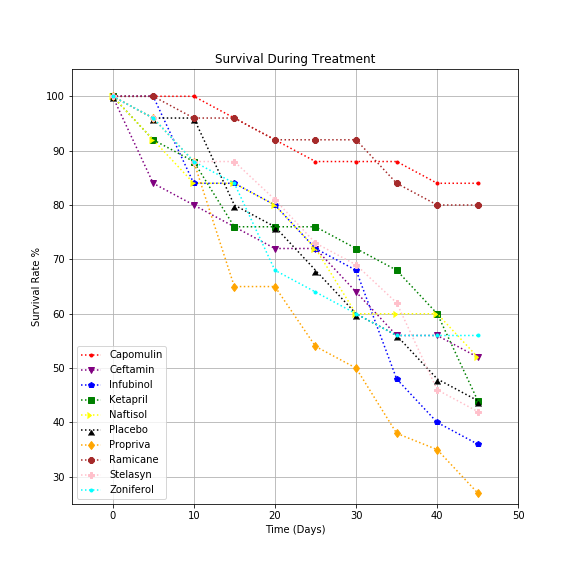 Survival During Treatment
100
90
80
70
60
50
40
30
Survival Rate %
Capomulin
Ceftamin
Infubinol
Ketapril
Naftisol
Placebo
Propriva
Ramicane
Stelasyn
Zoniferol
0 10 20 30 40 50
Time (Days)